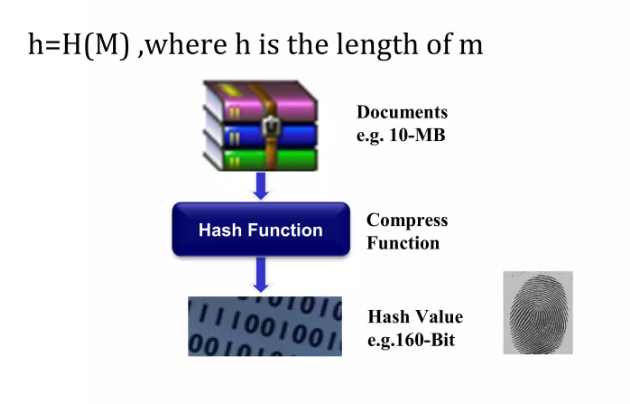 h=H(M) ,where h is the length of m
Documents
e.g. 10-MB
Hash Function
Compress
Function
Hash Value
e.g.160-Bit